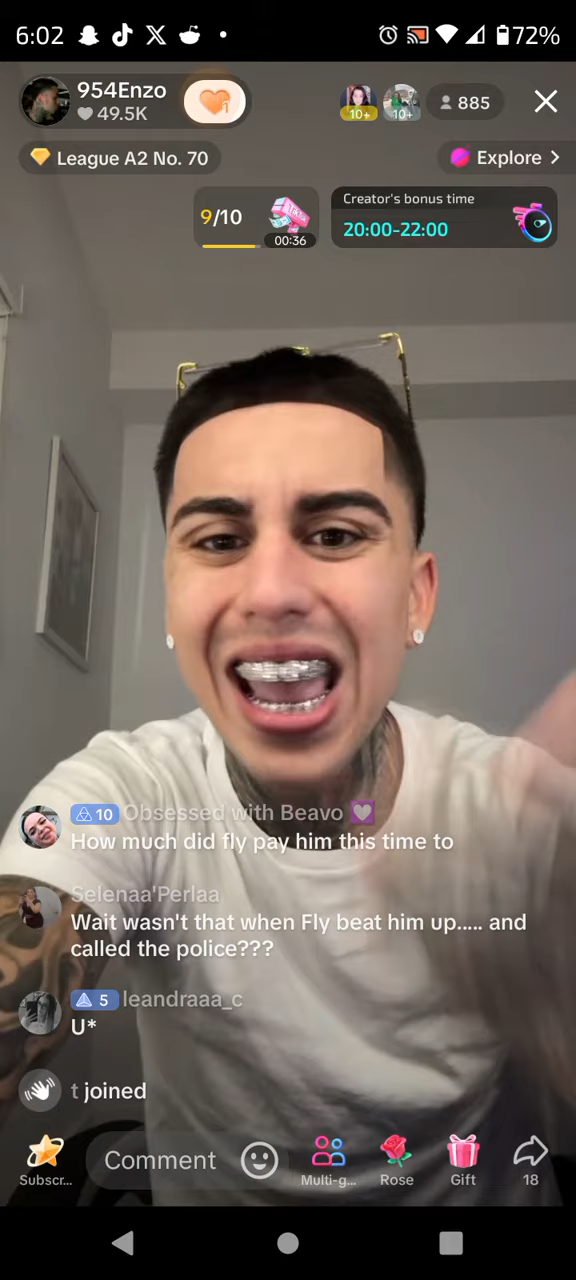 6:02
72%
954Enzo
49.5K
1
10+
10+
885
League A2 No. 70
Explore
9/10
TikTok
00:36
Creator's bonus time
20:00-22:00
10 Obsessed with Beavo
How much did fly pay him this time to
Selenaa'Perlaa
Wait wasn't that when Fly beat him up..... and
called the police???
5 leandraaa_c
U*
t joined
Comment
Subscr...
Multi-g...
Rose
Gift
18